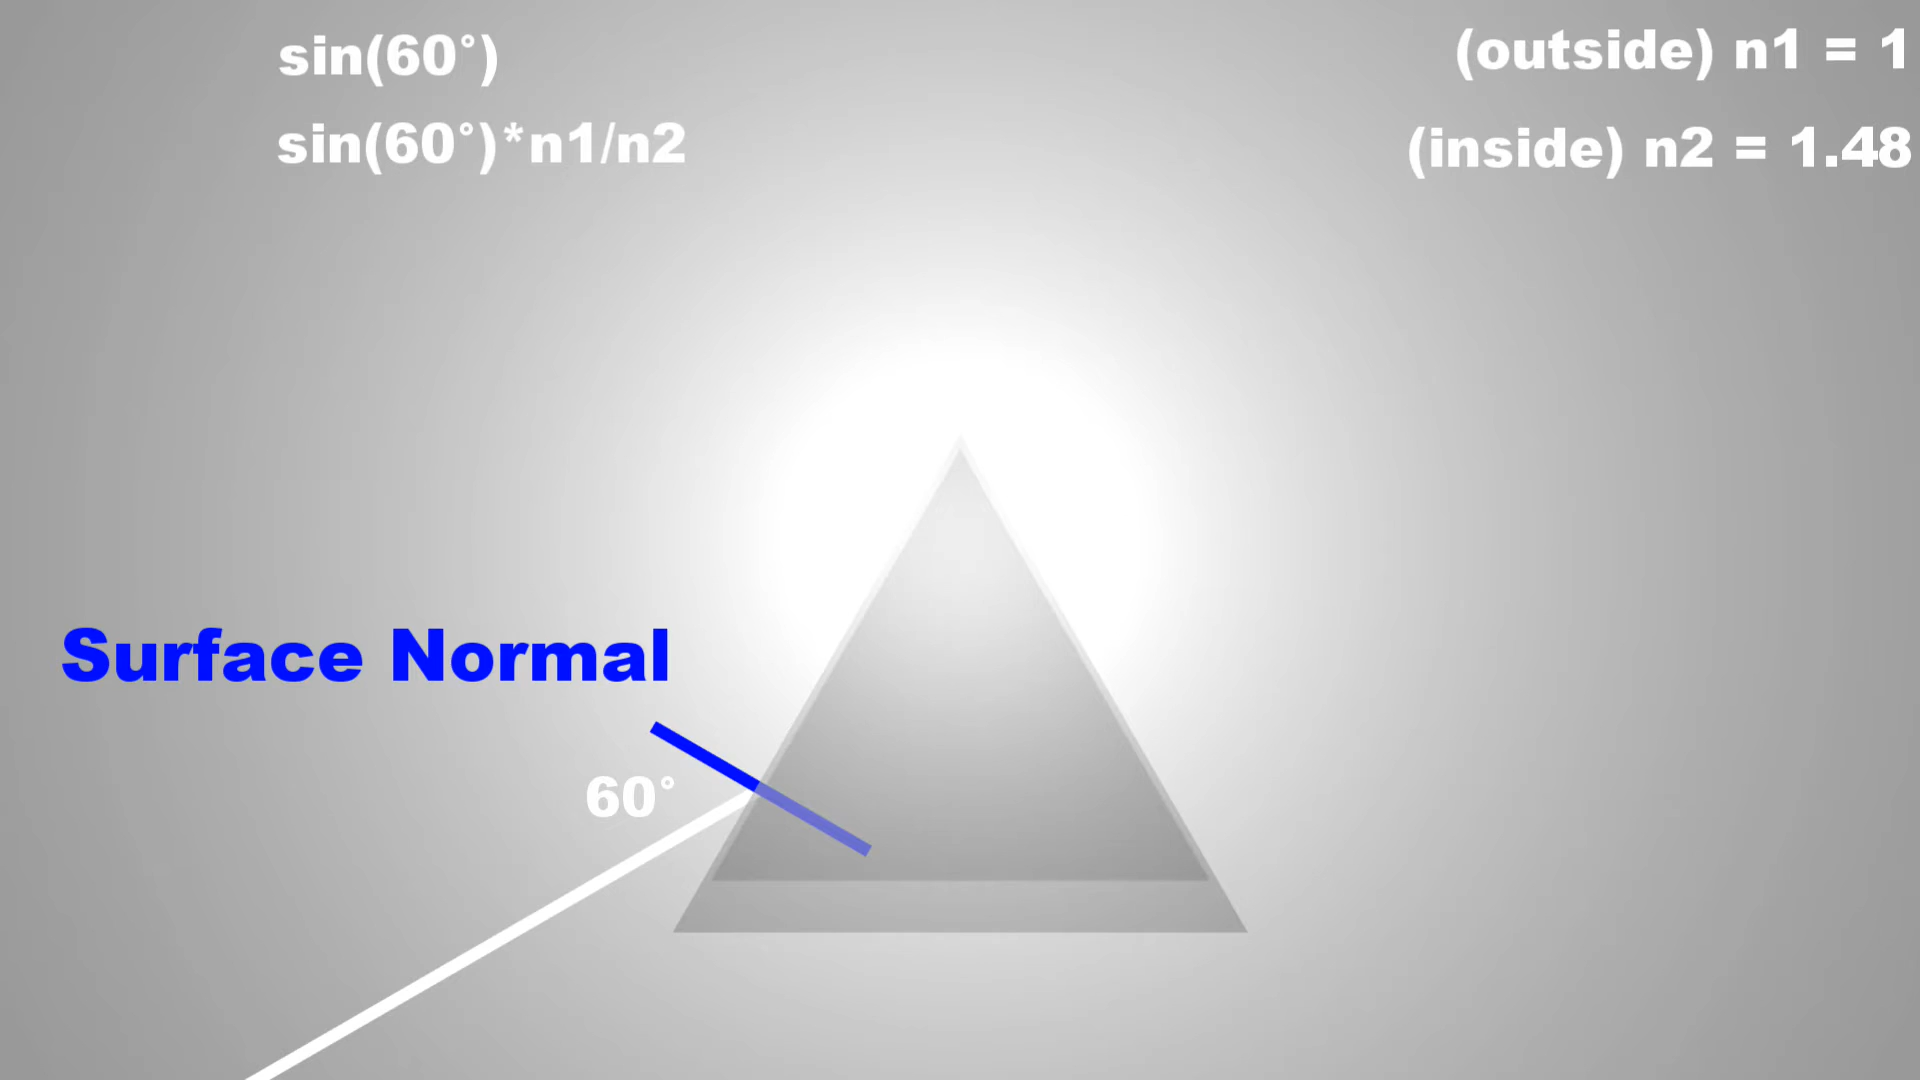 sin(60°)
sin(60°)*n1/n2
(outside) n1 = 1
(inside) n2 = 1.48
Surface Normal
60°